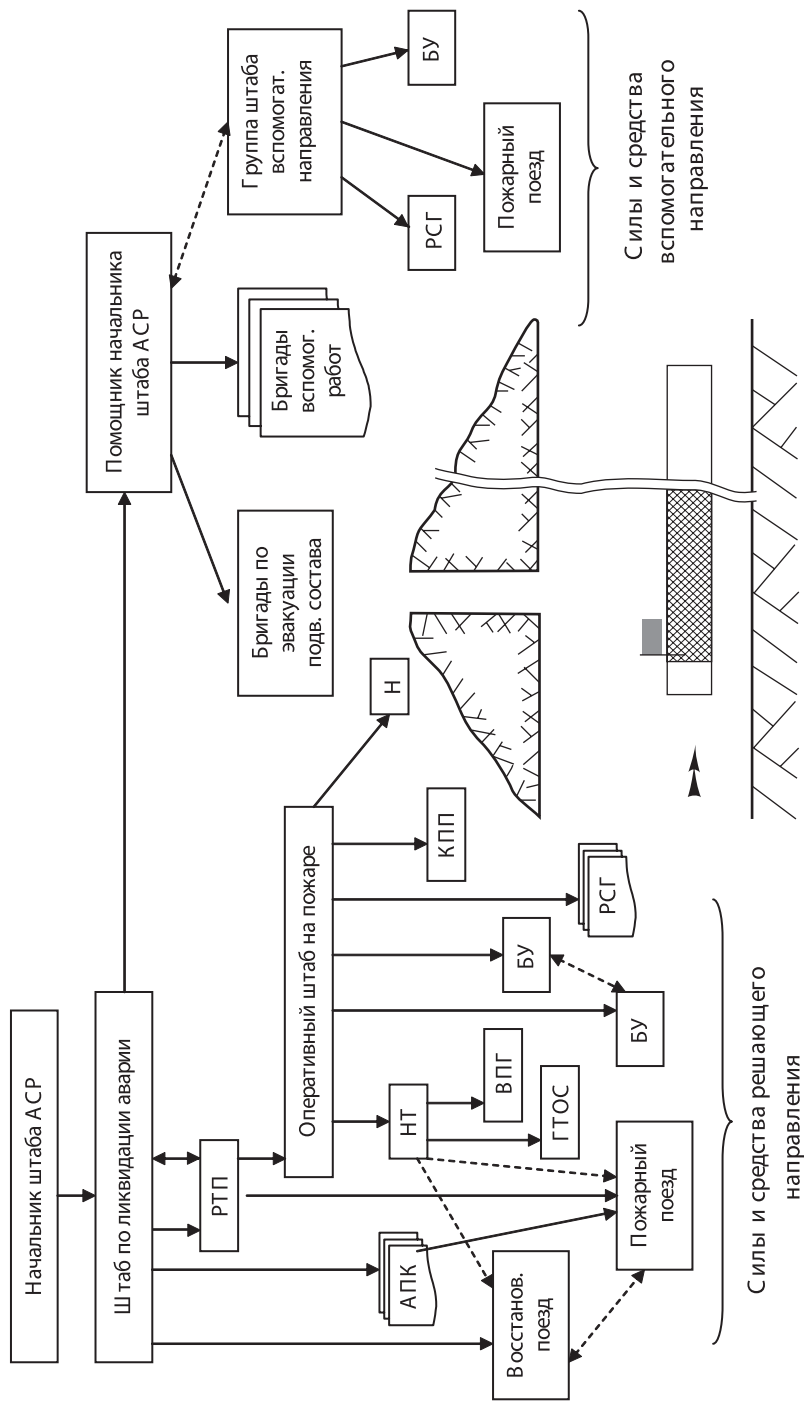 Начальник штаба АСР
Штаб по ликвидации аварии
РТП
АПК
Восстанов.
поезд
Пожарный
поезд
Оперативный штаб на пожаре
НТ
ВПГ
ГТОС
БУ
БУ
РСГ
КПП
Н
Силы и средства решающего
направления
Помощник начальника
штаба АСР
Бригады по
эвакуации
подв. состава
Бригады
вспомог.
работ
Группа штаба
вспомогат.
направления
РСГ
Пожарный
поезд
БУ
Силы и средства
вспомогательного
направления